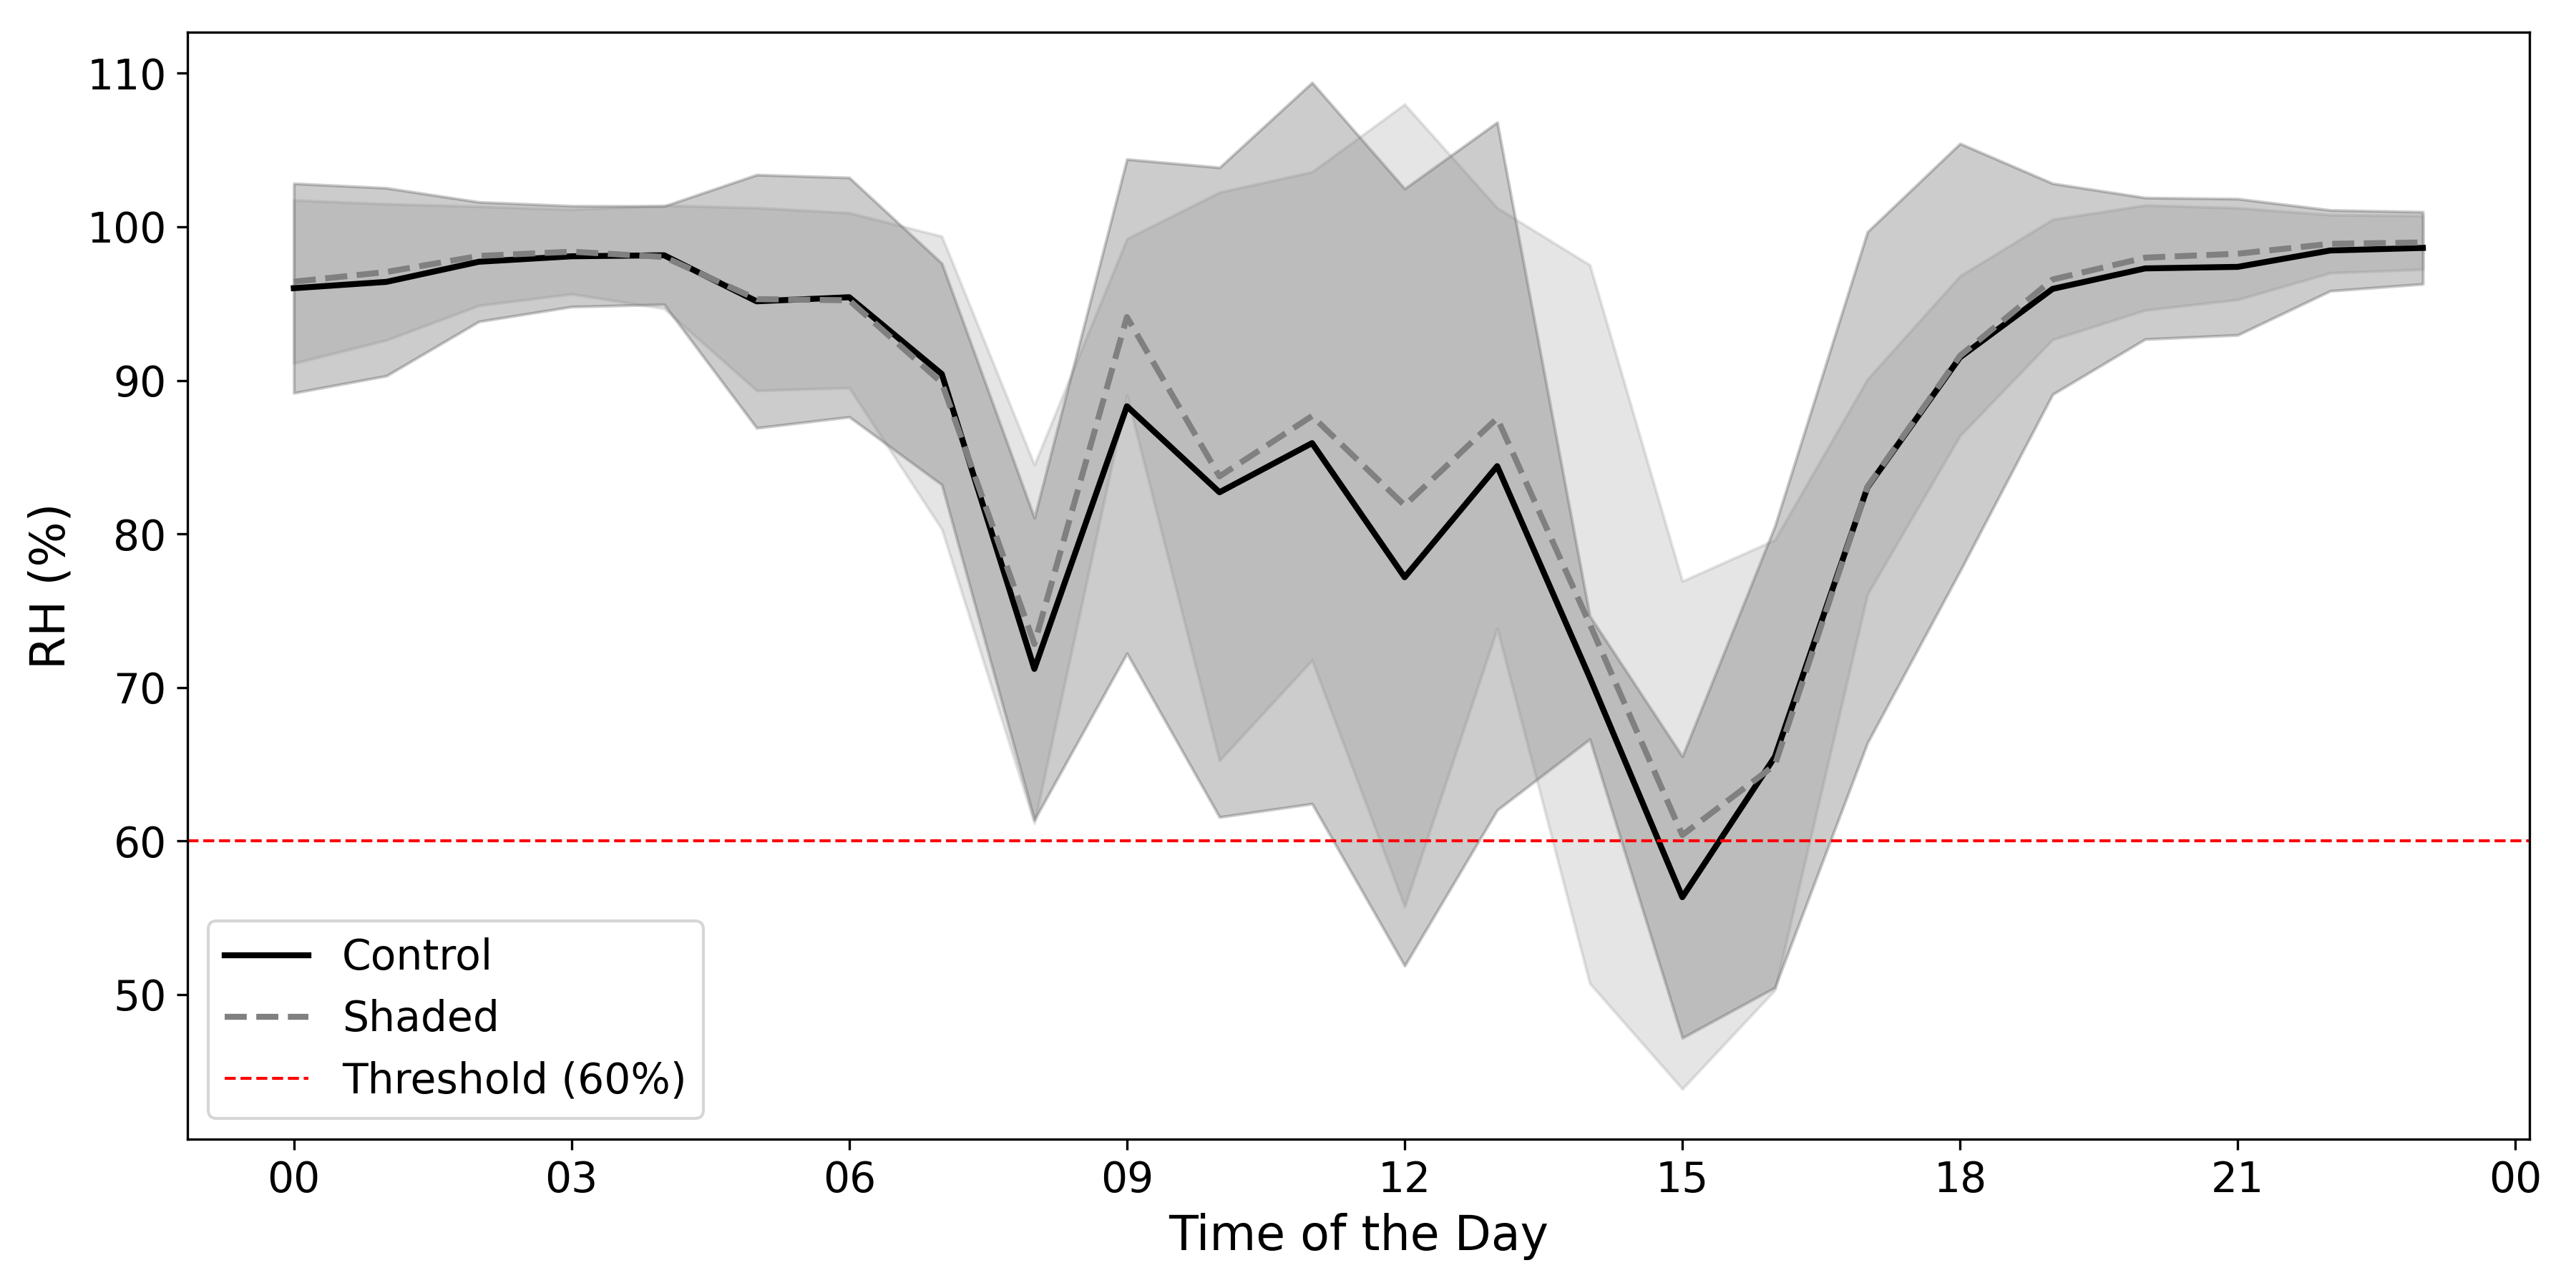 110
100
90
80
70
60
50
RH (%)
Control
Shaded
Threshold (60%)
00 03 06 09 12 15 18 21 00
Time of the Day